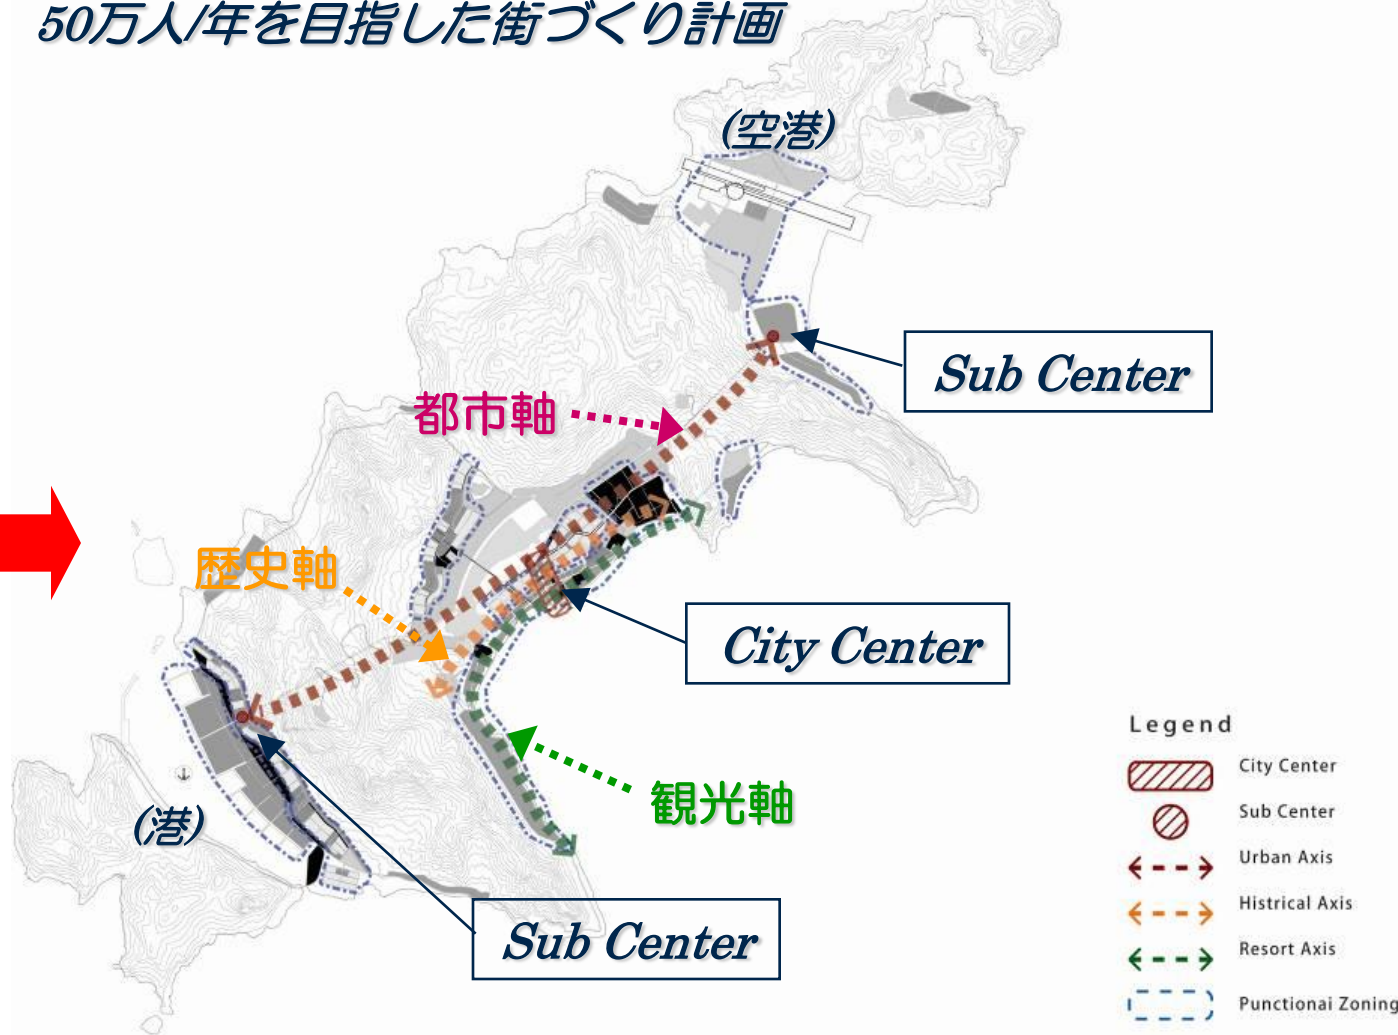 50万人/年を目指した街づくり計画
(空港)
Sub Center
都市軸
歴史軸
City Center
観光軸
(港)
Sub Center
Legend
City Center
Sub Center
Urban Axis
Histrical Axis
Resort Axis
Punctionai Zoning